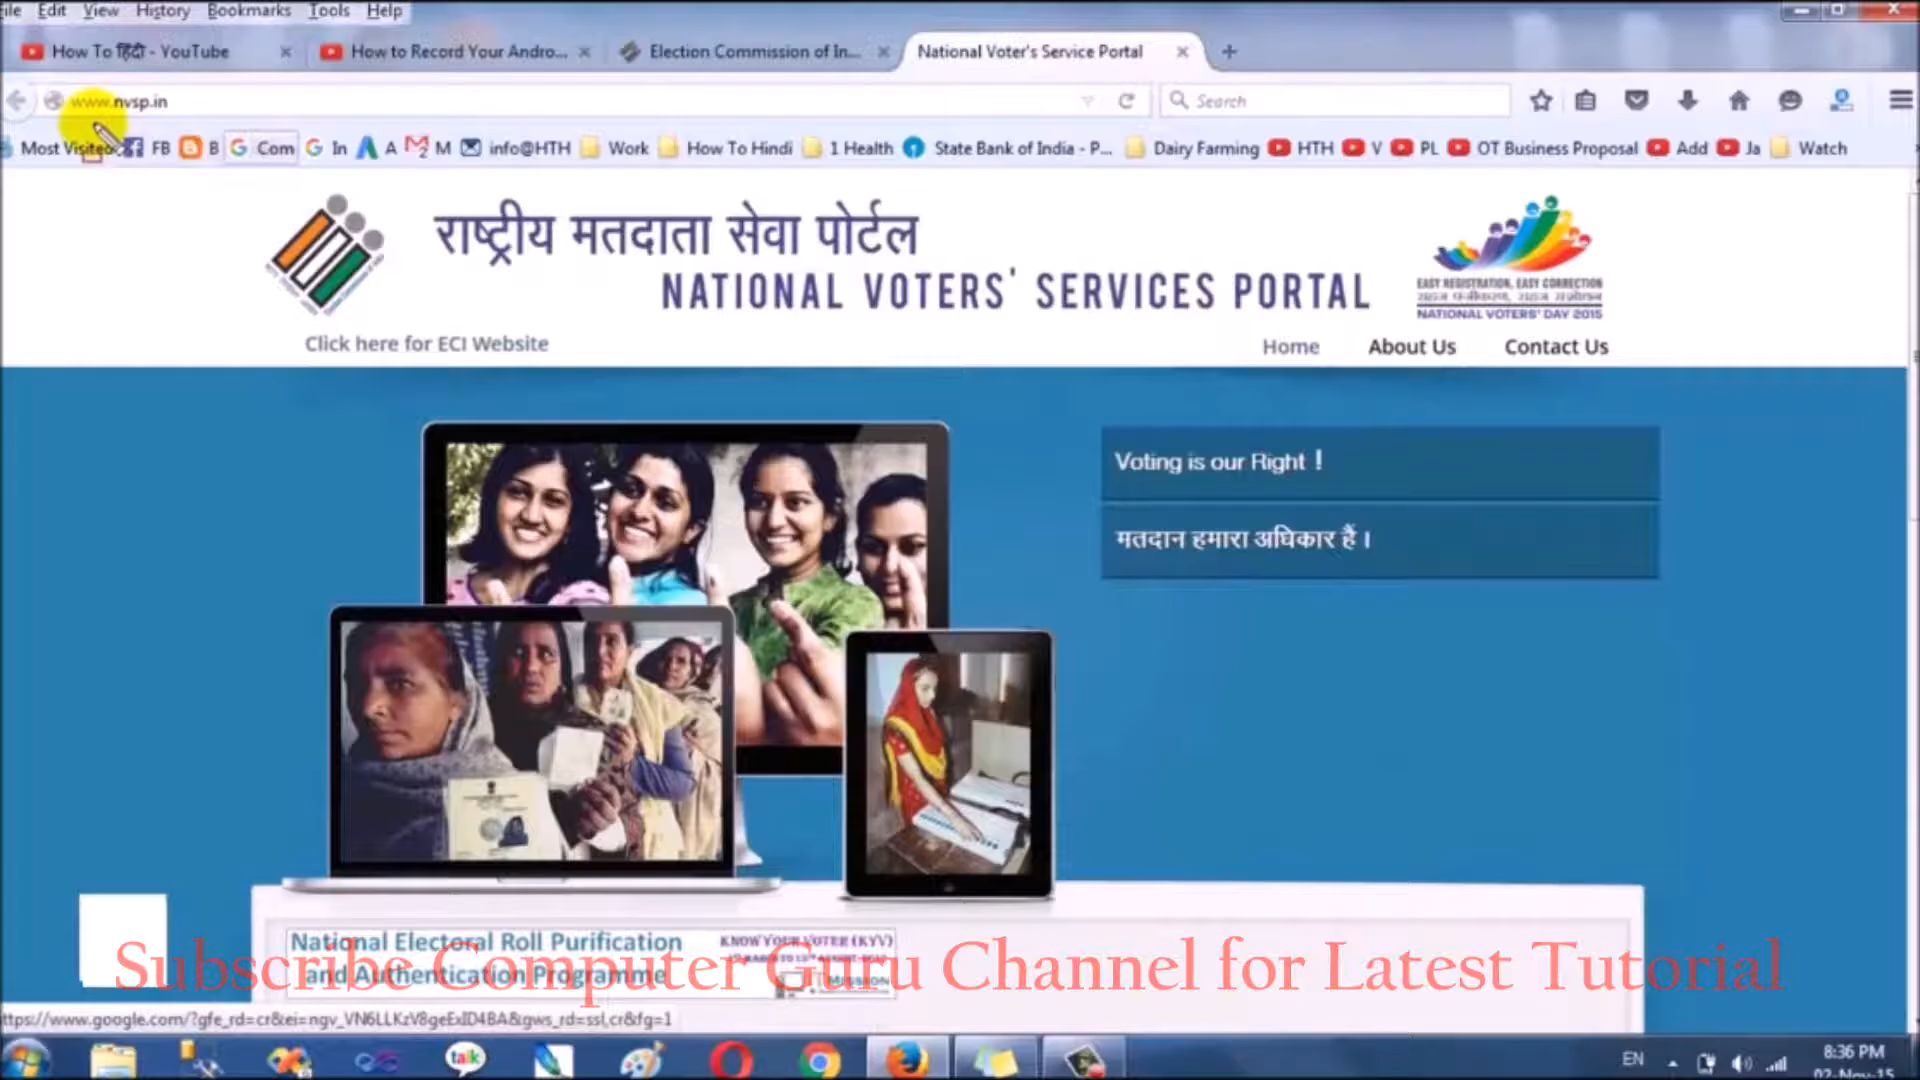 File Edit View History Bookmarks Tools Help
How To हिंदी - YouTube
How to Record Your Andro...
Election Commission of In...
National Voter's Service Portal
www.nvsp.in
Search
Most Visited
FB
B
Com
In
A
M
info@HTH
Work
How To Hindi
1 Health
State Bank of India - P...
Dairy Farming
HTH
V
PL
OT Business Proposal
Add
Ja
Watch
राष्ट्रीय मतदाता सेवा पोर्टल
NATIONAL VOTERS' SERVICES PORTAL
EASY REGISTRATION, EASY CORRECTION
NATIONAL VOTERS' DAY 2015
Click here for ECI Website
Home
About Us
Contact Us
Voting is our Right !
मतदान हमारा अधिकार हैं ।
National Electoral Roll Purification
and Authentication Programme
KNOW YOUR VOTER (KYV)
MISSION
Subscribe Computer Guru Channel for Latest Tutorial
ttps://www.google.com/?gfe_rd=cr&ei=ngv_VN6LLKzV8geExID4BA&gws_rd=ssl,cr&fg=1
talk
EN
8:36 PM
02-Nov-15